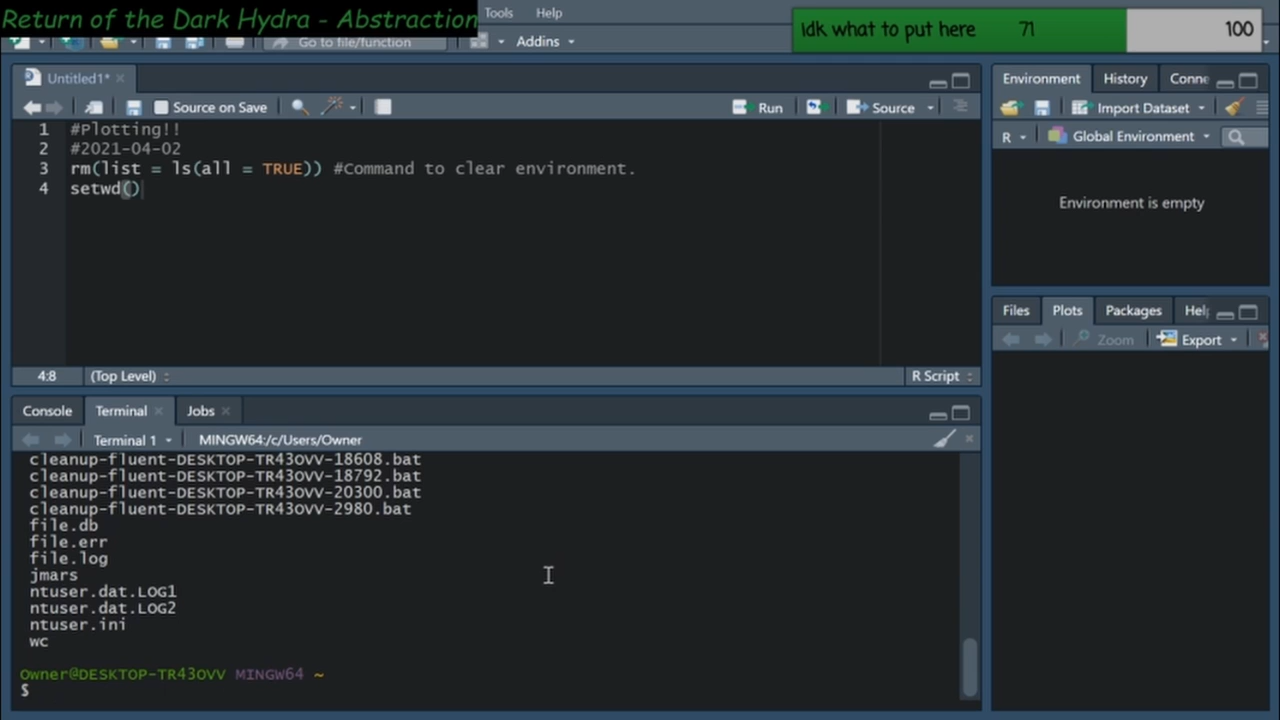 Return of the Dark Hydra - Abstraction
Tools Help
Idk what to put here 71 100
Go to file/function Addins
Untitled1*
Source on Save Run Source
1 #Plotting!!
2 #2021-04-02
3 rm(list = ls(all = TRUE)) #Command to clear environment.
4 setwd()
4:8 (Top Level) R Script
Environment History Conne
Import Dataset
R Global Environment
Environment is empty
Files Plots Packages Help
Zoom Export
Console Terminal Jobs
Terminal 1 MINGW64:/c/Users/Owner
cleanup-fluent-DESKTOP-TR43OVV-18608.bat
cleanup-fluent-DESKTOP-TR43OVV-18792.bat
cleanup-fluent-DESKTOP-TR43OVV-20300.bat
cleanup-fluent-DESKTOP-TR43OVV-2980.bat
file.db
file.err
file.log
jmars
ntuser.dat.LOG1
ntuser.dat.LOG2
ntuser.ini
wc
Owner@DESKTOP-TR43OVV MINGW64 ~
$